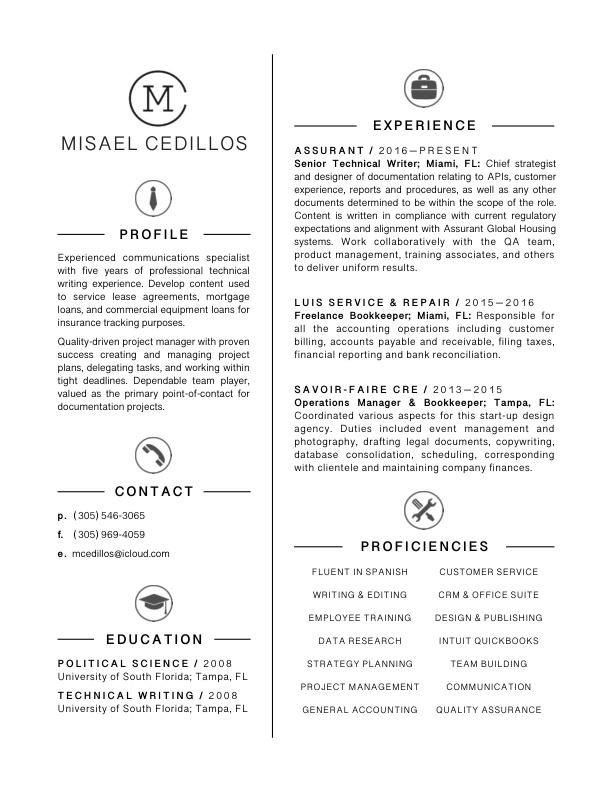 M
MISAEL CEDILLOS
PROFILE
Experienced communications specialist
with five years of professional technical
writing experience. Develop content used
to service lease agreements, mortgage
loans, and commercial equipment loans for
insurance tracking purposes.
Quality-driven project manager with proven
success creating and managing project
plans, delegating tasks, and working within
tight deadlines. Dependable team player,
valued as the primary point-of-contact for
documentation projects.
CONTACT
p. (305) 546-3065
f. (305) 969-4059
e. mcedillos@icloud.com
EDUCATION
POLITICAL SCIENCE / 2008
University of South Florida; Tampa, FL
TECHNICAL WRITING / 2008
University of South Florida; Tampa, FL
EXPERIENCE
ASSURANT / 2016—PRESENT
Senior Technical Writer; Miami, FL: Chief strategist
and designer of documentation relating to APIs, customer
experience, reports and procedures, as well as any other
documents determined to be within the scope of the role.
Content is written in compliance with current regulatory
expectations and alignment with Assurant Global Housing
systems. Work collaboratively with the QA team,
product management, training associates, and others
to deliver uniform results.
LUIS SERVICE & REPAIR / 2015—2016
Freelance Bookkeeper; Miami, FL: Responsible for
all the accounting operations including customer
billing, accounts payable and receivable, filing taxes,
financial reporting and bank reconciliation.
SAVOIR-FAIRE CRE / 2013—2015
Operations Manager & Bookkeeper; Tampa, FL:
Coordinated various aspects for this start-up design
agency. Duties included event management and
photography, drafting legal documents, copywriting,
database consolidation, scheduling, corresponding
with clientele and maintaining company finances.
PROFICIENCIES
FLUENT IN SPANISH CUSTOMER SERVICE
WRITING & EDITING CRM & OFFICE SUITE
EMPLOYEE TRAINING DESIGN & PUBLISHING
DATA RESEARCH INTUIT QUICKBOOKS
STRATEGY PLANNING TEAM BUILDING
PROJECT MANAGEMENT COMMUNICATION
GENERAL ACCOUNTING QUALITY ASSURANCE